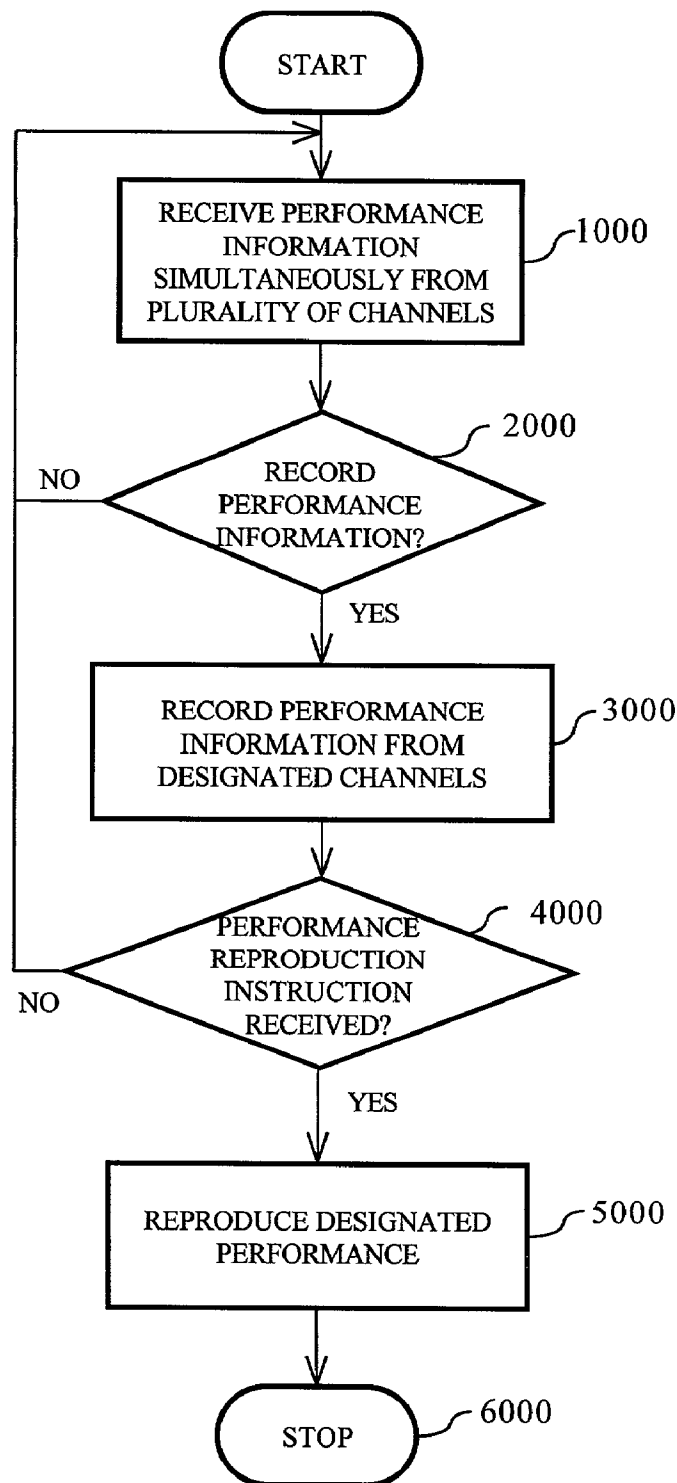 START
RECEIVE PERFORMANCE
INFORMATION
SIMULTANEOUSLY FROM
PLURALITY OF CHANNELS
1000
2000
NO
RECORD
PERFORMANCE
INFORMATION?
YES
RECORD PERFORMANCE
INFORMATION FROM
DESIGNATED CHANNELS
3000
4000
PERFORMANCE
REPRODUCTION
INSTRUCTION
RECEIVED?
NO
YES
REPRODUCE DESIGNATED
PERFORMANCE
5000
STOP
6000